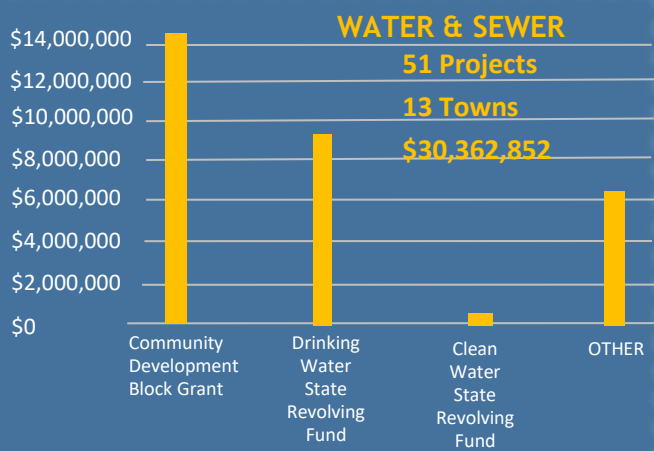 WATER & SEWER
51 Projects
13 Towns
$30,362,852
$14,000,000
$12,000,000
$10,000,000
$8,000,000
$6,000,000
$4,000,000
$2,000,000
$0
Community
Development
Block Grant
Drinking
Water
State
Revolving
Fund
Clean
Water
State
Revolving
Fund
OTHER